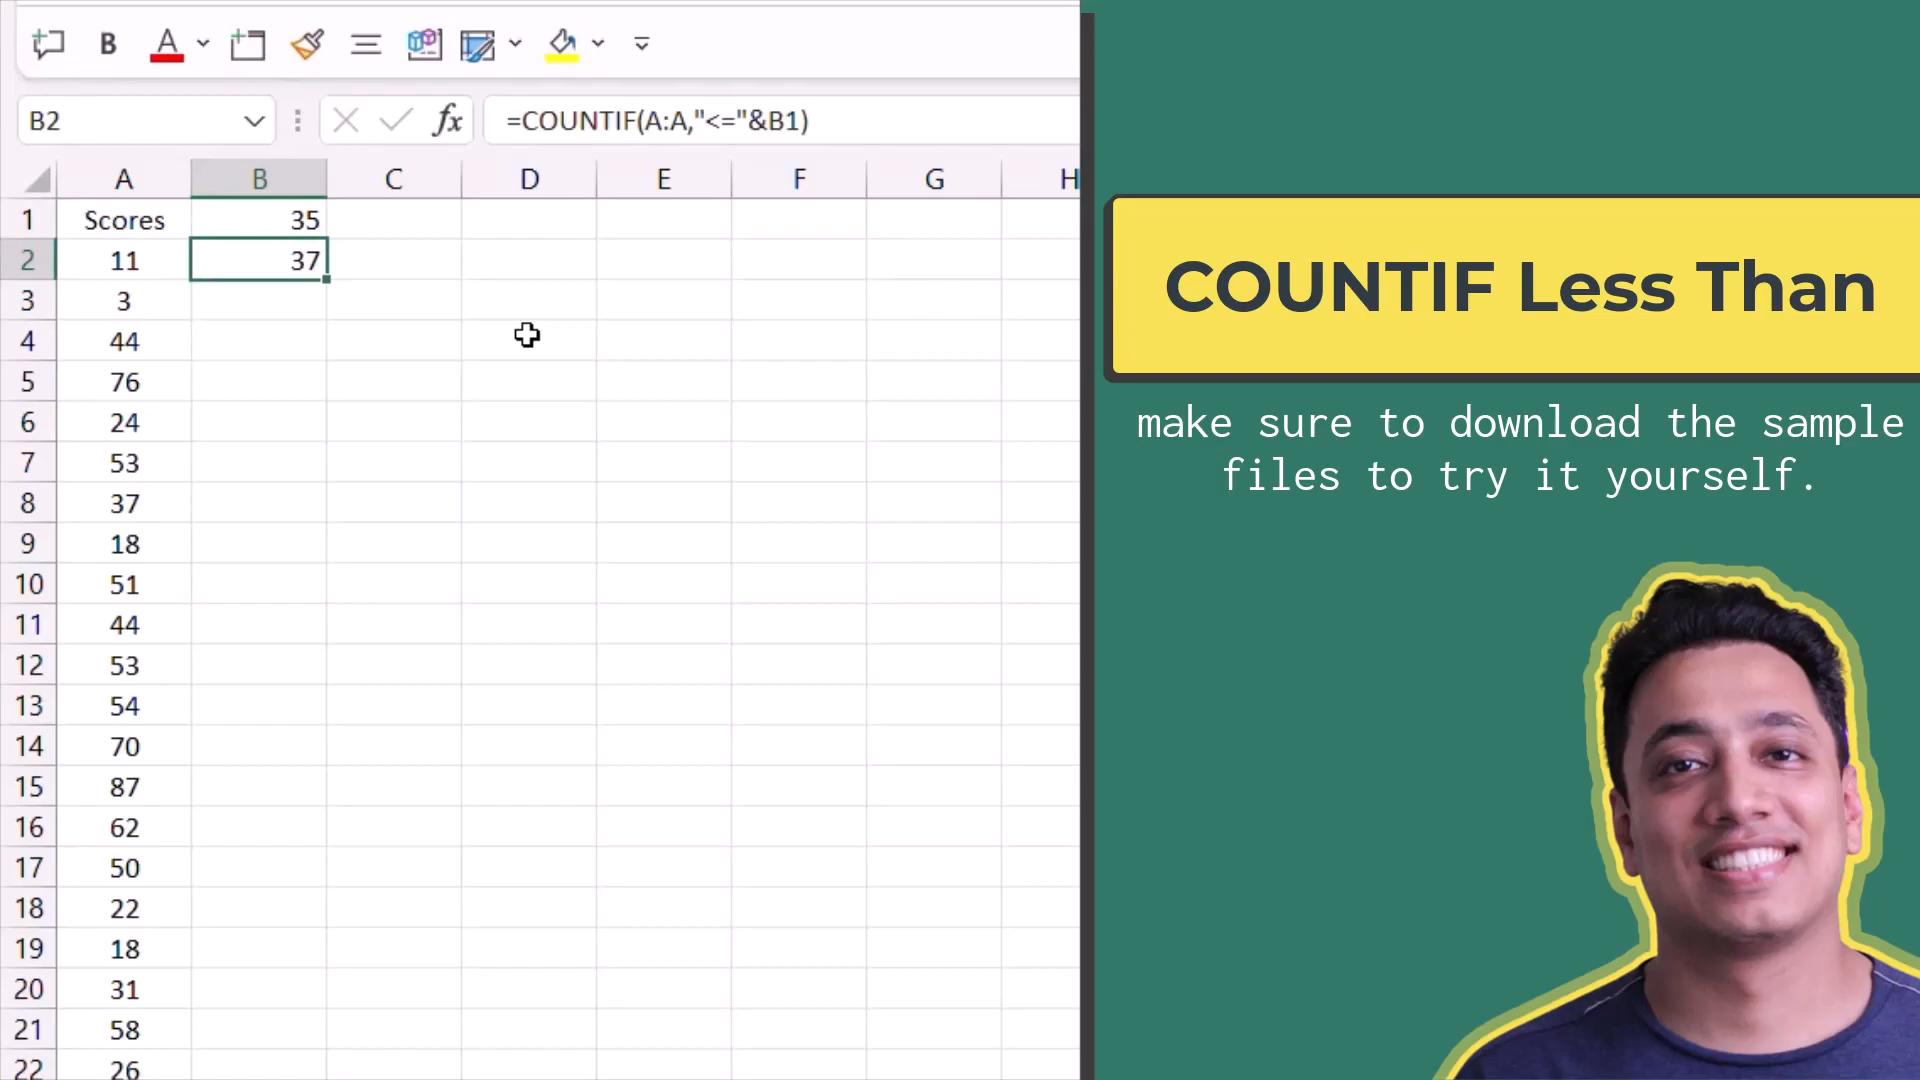 B A
B2 fx =COUNTIF(A:A,"<="&B1)
A B C D E F G H
1 Scores 35
2 11 37
3 3
4 44
5 76
6 24
7 53
8 37
9 18
10 51
11 44
12 53
13 54
14 70
15 87
16 62
17 50
18 22
19 18
20 31
21 58
22 26
COUNTIF Less Than
make sure to download the sample
files to try it yourself.